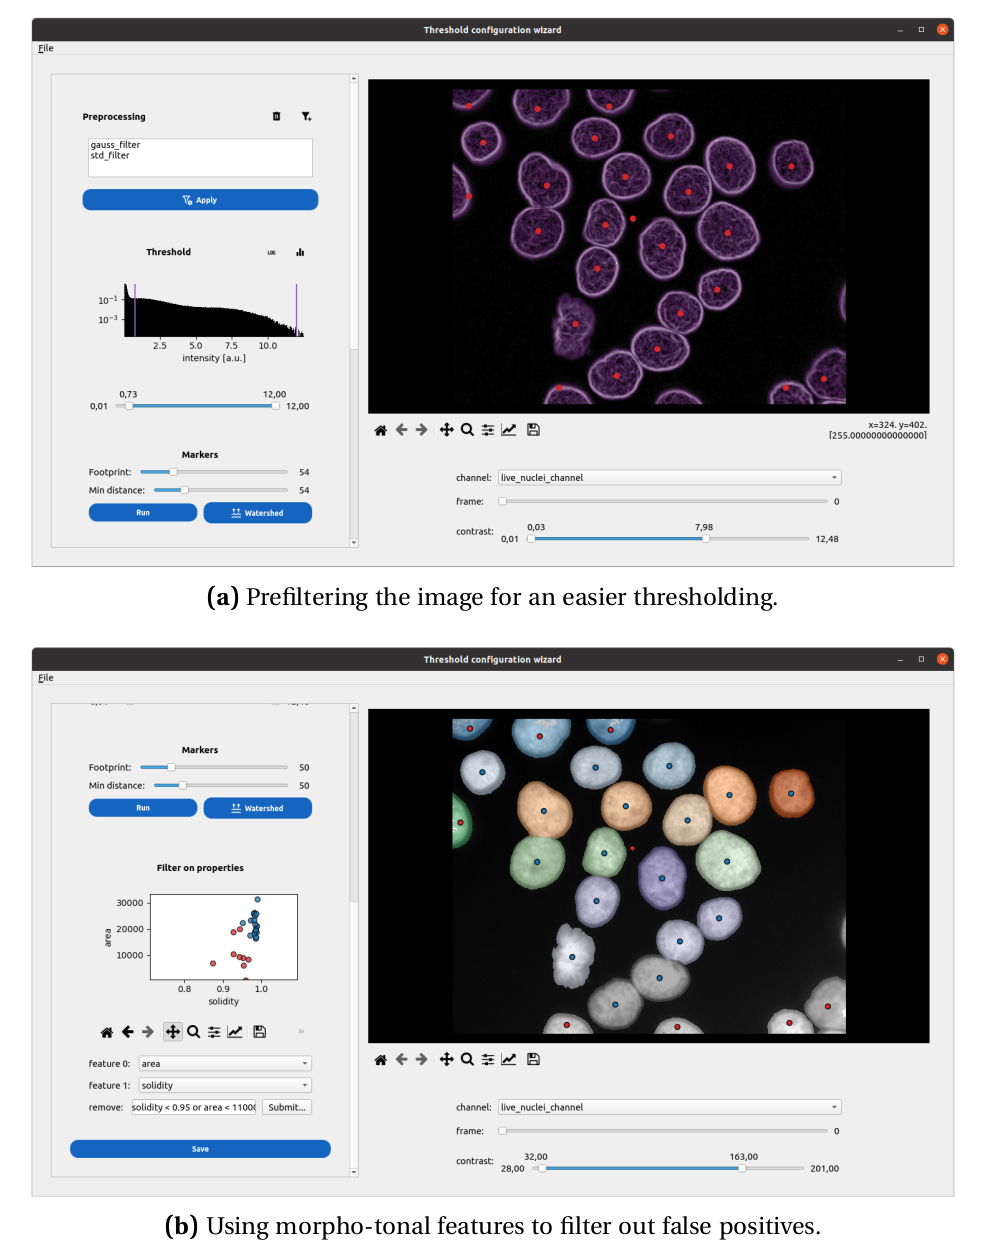 Threshold configuration wizard
File
Preprocessing
gauss_filter
std_filter
Apply
Threshold
LOG
10⁻¹
10⁻³
2.5 5.0 7.5 10.0
intensity [a.u.]
0,73 12,00
0,01 12,00
Markers
Footprint: 54
Min distance: 54
Run Watershed
x=324. y=402.
[255.00000000000000]
channel: live_nuclei_channel
frame: 0
contrast: 0,03 7,98
0,01 12,48
(a) Prefiltering the image for an easier thresholding.
Threshold configuration wizard
File
Markers
Footprint: 50
Min distance: 50
Run Watershed
Filter on properties
30000
20000
10000
area
0.8 0.9 1.0
solidity
»
feature 0: area
feature 1: solidity
remove: solidity < 0.95 or area < 1100 Submit...
Save
channel: live_nuclei_channel
frame: 0
contrast: 32,00 163,00
28,00 201,00
(b) Using morpho-tonal features to filter out false positives.